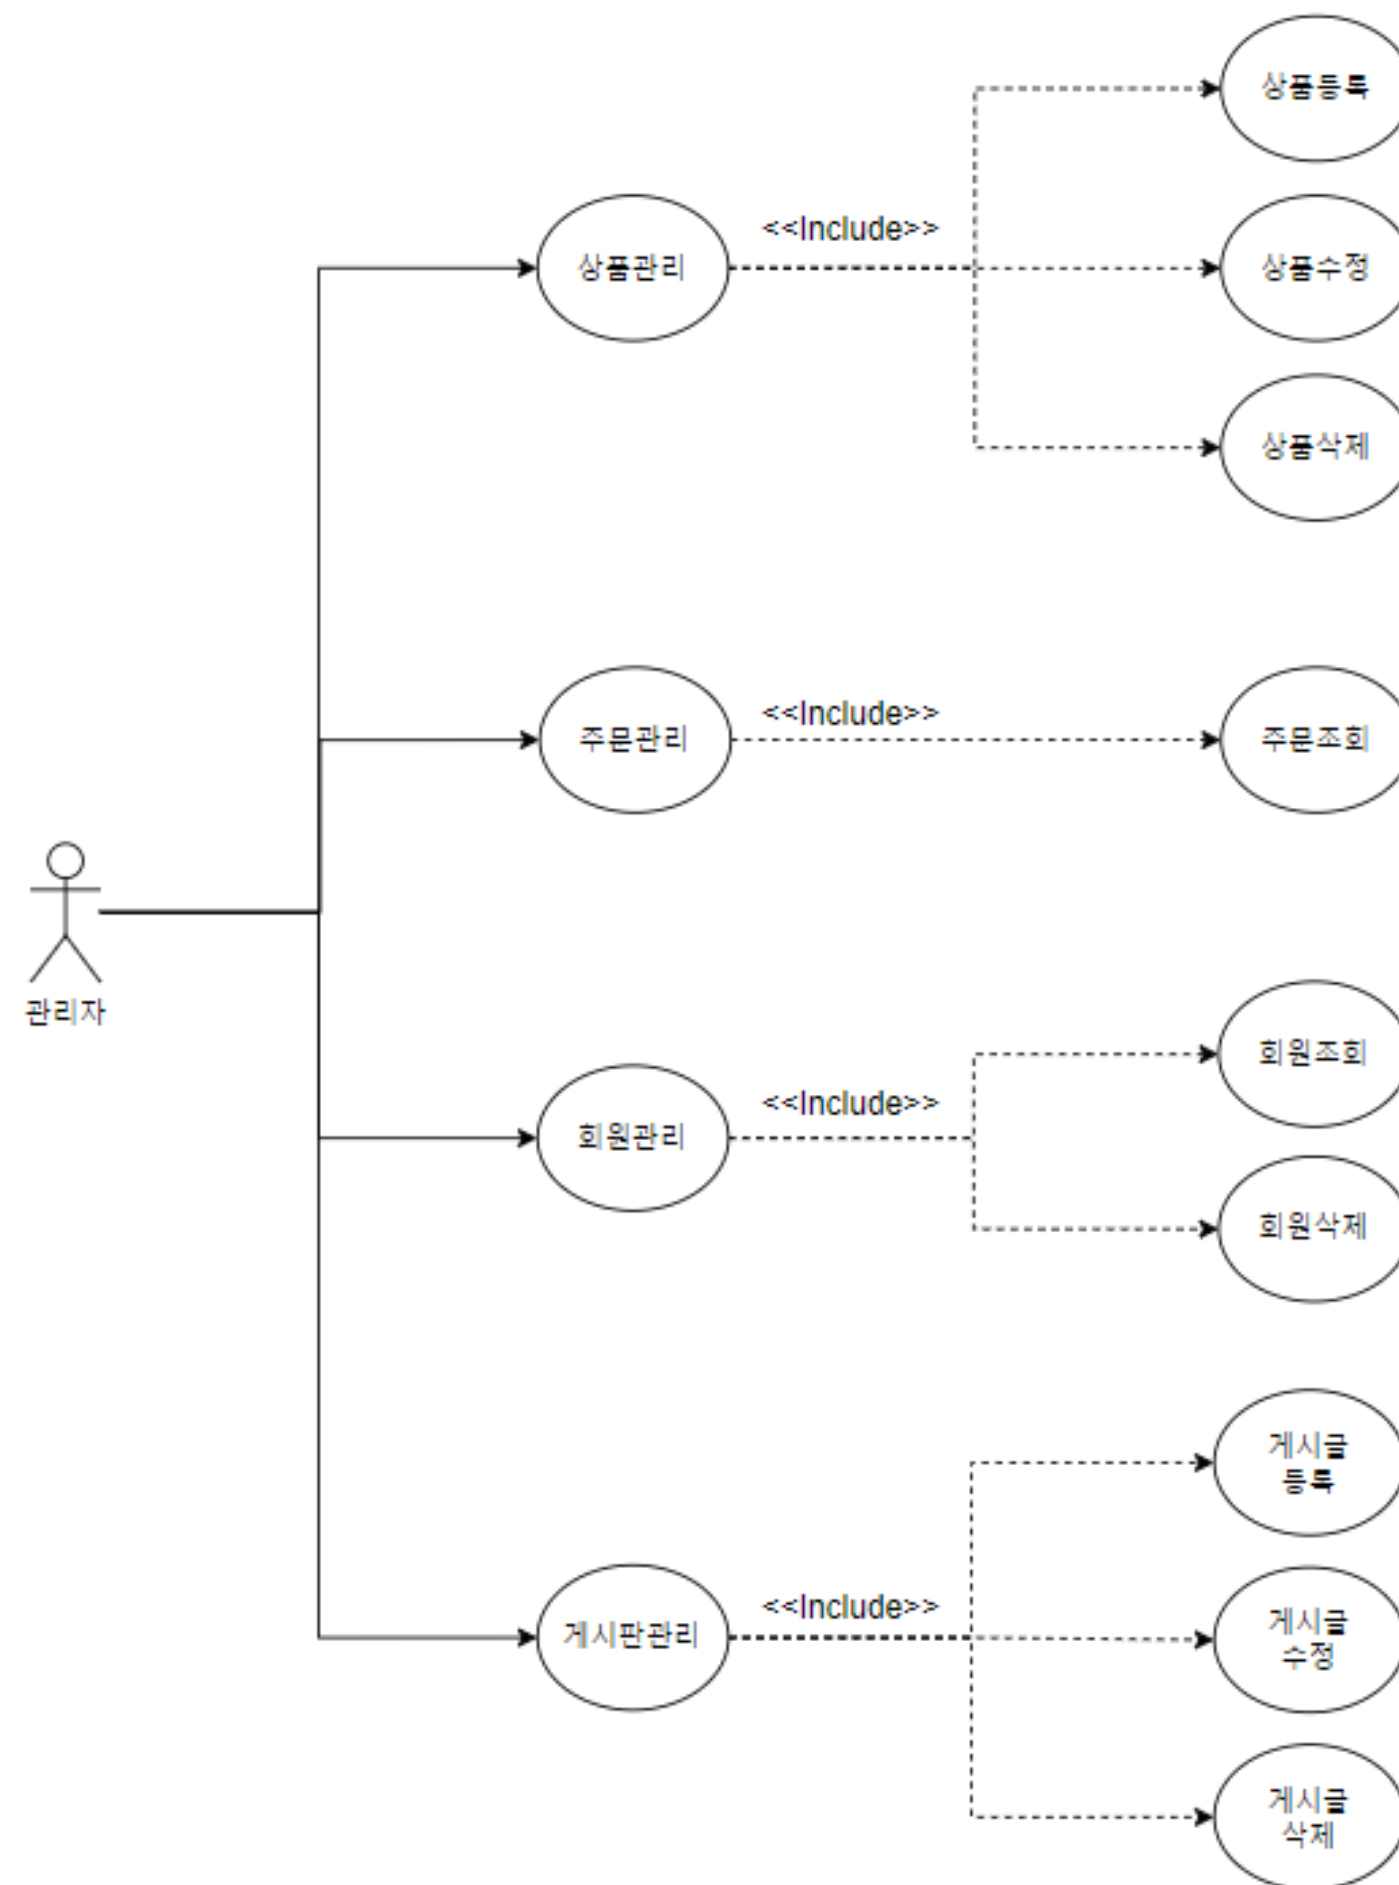 상품등록
<<Include>>
상품관리
상품수정
상품삭제
<<Include>>
주문관리
주문조회
관리자
회원조회
<<Include>>
회원관리
회원삭제
게시글
등록
<<Include>>
게시판관리
게시글
수정
게시글
삭제